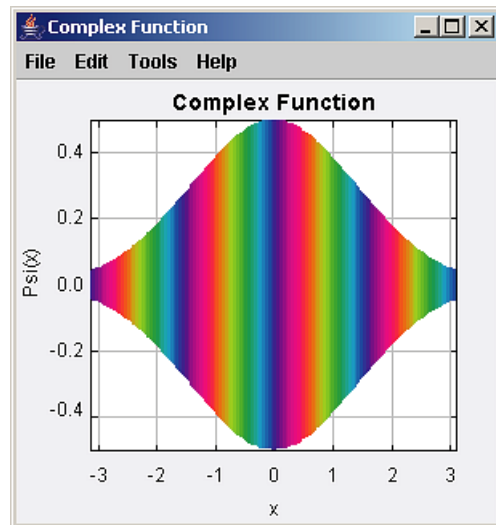 Complex Function
File Edit Tools Help
Complex Function
0.4
0.2
0.0
-0.2
-0.4
Psi(x)
-3 -2 -1 0 1 2 3
x